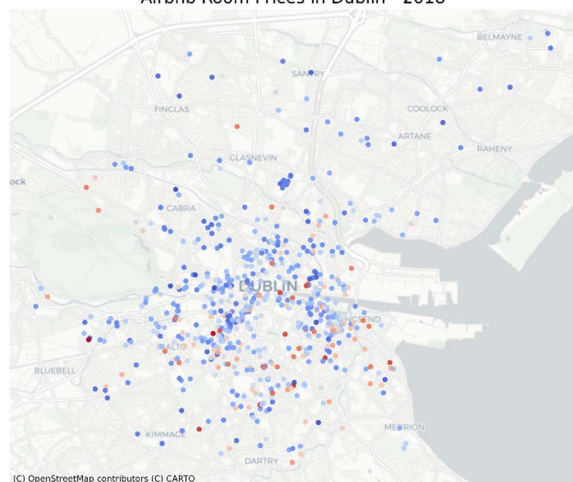 Airbnb Room Prices in Dublin - 2018
BELMAYNE
SANTRY
FINGLAS
COOLOCK
ARTANE
RAHENY
GLASNEVIN
ock
CABRA
DUBLIN
RIALTO
BLUEBELL
KIMMAGE
MERRION
DARTRY
(C) OpenStreetMap contributors (C) CARTO